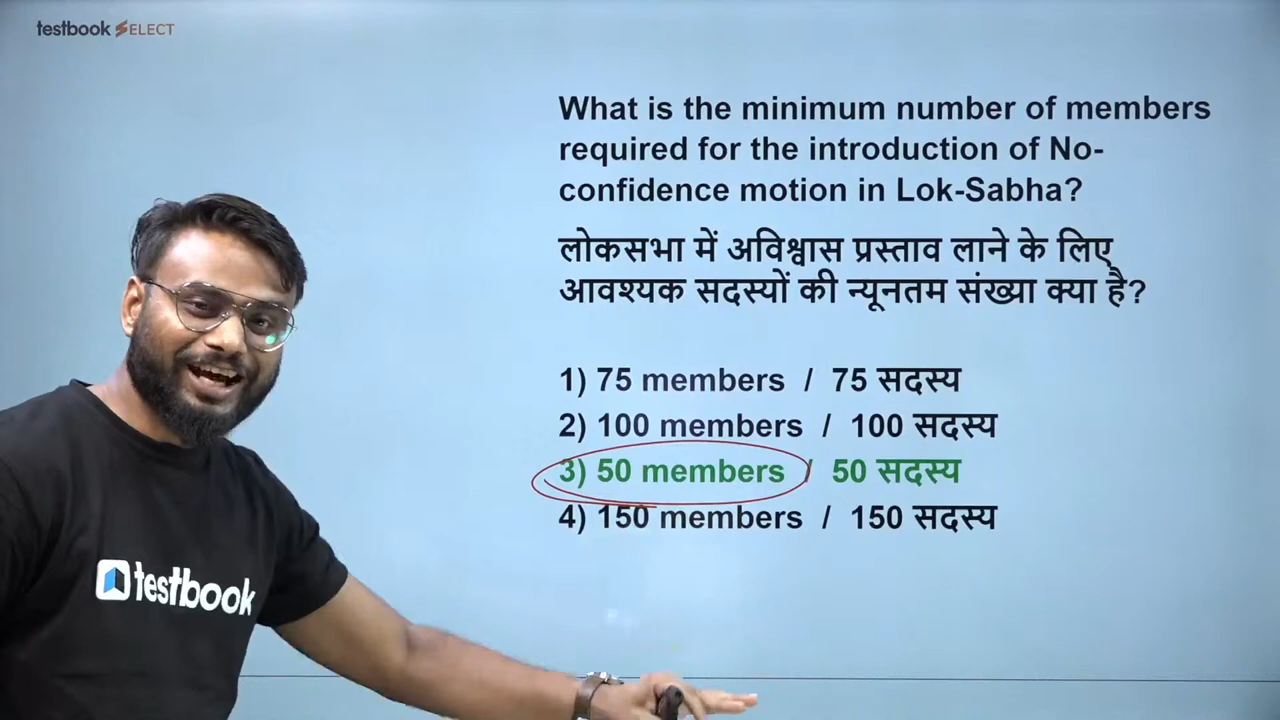 testbook SELECT
What is the minimum number of members
required for the introduction of No-
confidence motion in Lok-Sabha?
लोकसभा में अविश्वास प्रस्ताव लाने के लिए
आवश्यक सदस्यों की न्यूनतम संख्या क्या है?
1) 75 members / 75 सदस्य
2) 100 members / 100 सदस्य
3) 50 members / 50 सदस्य
4) 150 members / 150 सदस्य
testbook